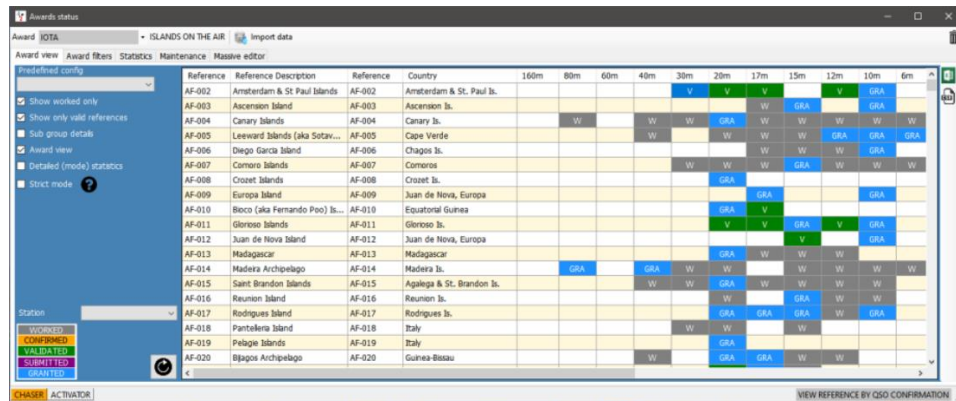 Awards status
Award IOTA • ISLANDS ON THE AIR Import data
Award view Award filters Statistics Maintenance Massive editor
Predefined config
Show worked only
Show only valid references
Sub group details
Award view
Detailed (mode) statistics
Strict mode ?
Station
WORKED
CONFIRMED
VALIDATED
SUBMITTED
GRANTED
Reference Reference Description Reference Country 160m 80m 60m 40m 30m 20m 17m 15m 12m 10m 6m
AF-002 Amsterdam & St Paul Islands AF-002 Amsterdam & St. Paul Is. V V V V GRA
AF-003 Ascension Island AF-003 Ascension Is. W GRA GRA
AF-004 Canary Islands AF-004 Canary Is. W W W GRA W W W W W
AF-005 Leeward Islands (aka Sotav... AF-005 Cape Verde W W W W GRA GRA GRA
AF-006 Diego Garcia Island AF-006 Chagos Is. W W W GRA
AF-007 Comoro Islands AF-007 Comoros W W W GRA W W W
AF-008 Crozet Islands AF-008 Crozet Is. GRA
AF-009 Europa Island AF-009 Juan de Nova, Europa GRA GRA
AF-010 Bioco (aka Fernando Poo) Is... AF-010 Equatorial Guinea GRA V
AF-011 Glorioso Islands AF-011 Glorioso Is. V V GRA V GRA
AF-012 Juan de Nova Island AF-012 Juan de Nova, Europa V GRA
AF-013 Madagascar AF-013 Madagascar GRA W W W
AF-014 Madeira Archipelago AF-014 Madeira Is. GRA GRA W W W W W W
AF-015 Saint Brandon Islands AF-015 Agalega & St. Brandon Is. W W GRA W W W W
AF-016 Reunion Island AF-016 Reunion Is. W GRA W
AF-017 Rodrigues Island AF-017 Rodrigues Is. GRA GRA GRA W GRA
AF-018 Pantelleria Island AF-018 Italy W W W
AF-019 Pelagie Islands AF-019 Italy GRA
AF-020 Bijagos Archipelago AF-020 Guinea-Bissau W GRA GRA W W
CHASER ACTIVATOR VIEW REFERENCE BY QSO CONFIRMATION